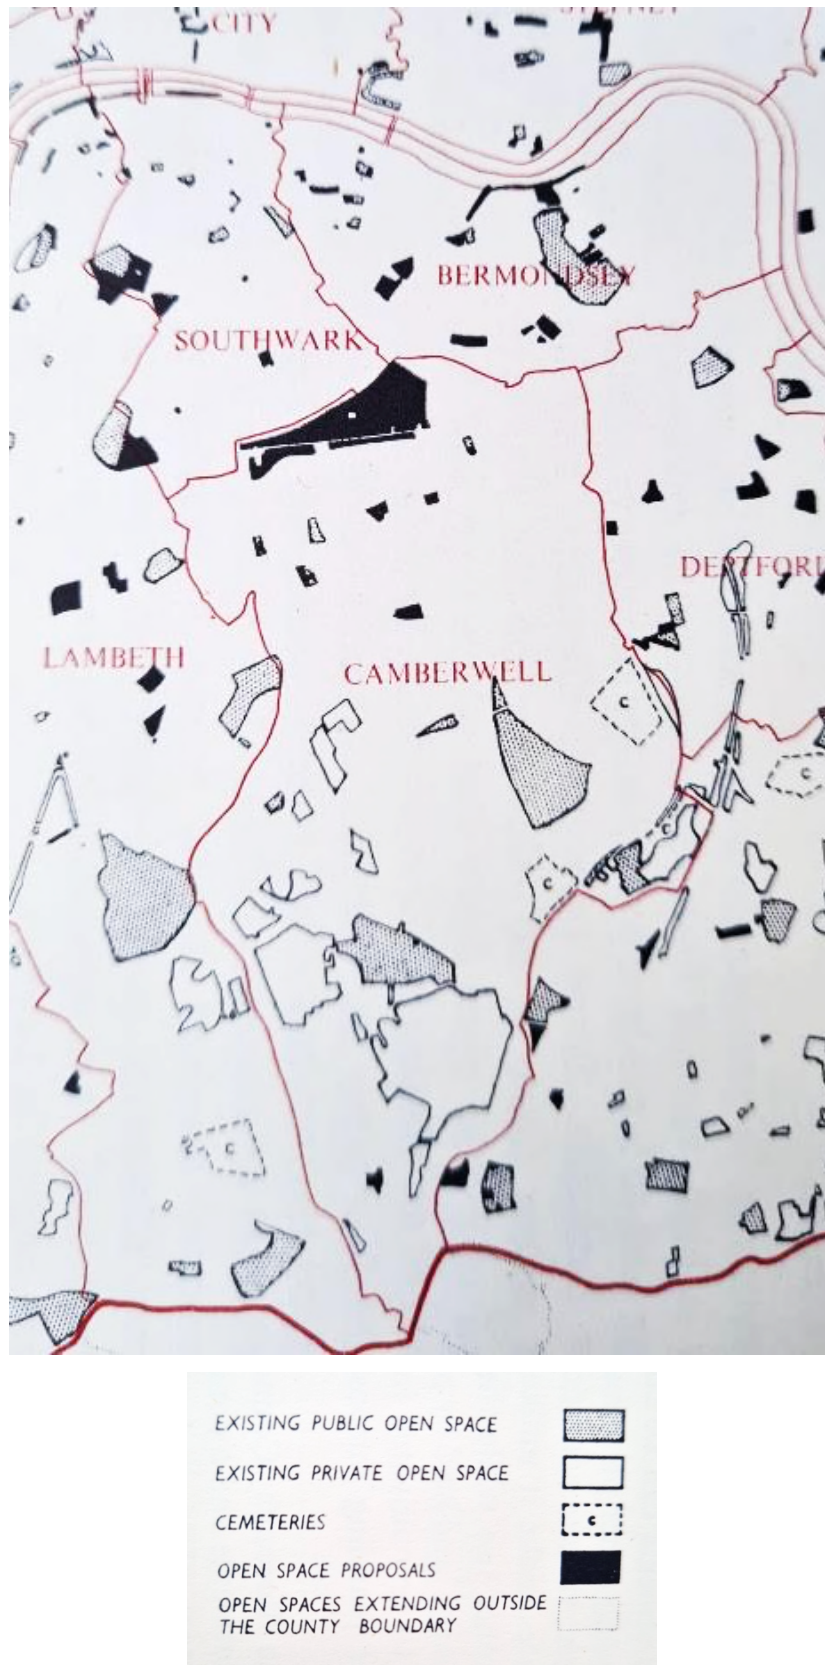 CITY
BERMONDSEY
SOUTHWARK
DEPTFORD
LAMBETH
CAMBERWELL
C
C
C
C
C
EXISTING PUBLIC OPEN SPACE
EXISTING PRIVATE OPEN SPACE
CEMETERIES
C
OPEN SPACE PROPOSALS
OPEN SPACES EXTENDING OUTSIDE
THE COUNTY BOUNDARY